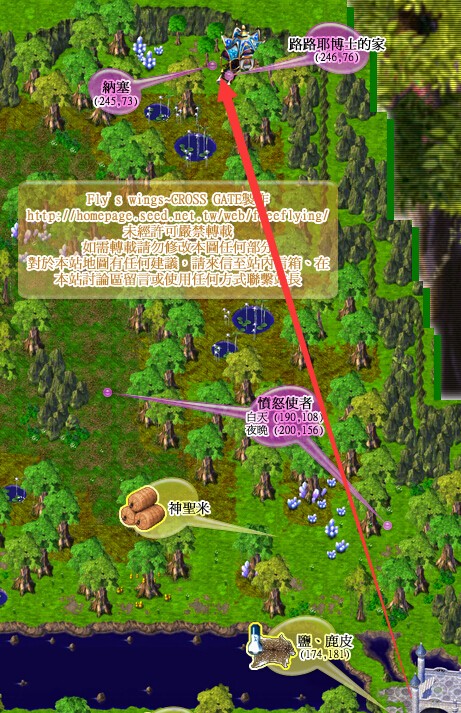 路路耶博士的家
(246,76)
納塞
(245,73)
Fly's wings~CROSS GATE製作
https://homepage.seed.net.tw/web/freeflying/
未經許可嚴禁轉載
如需轉載請勿修改本圖任何部分
對於本站地圖有任何建議，請來信至站內信箱、在
本站討論區留言或使用任何方式聯繫站長
憤怒使者
白天 (190,108)
夜晚 (200,156)
神聖米
鹽、鹿皮
(174,181)